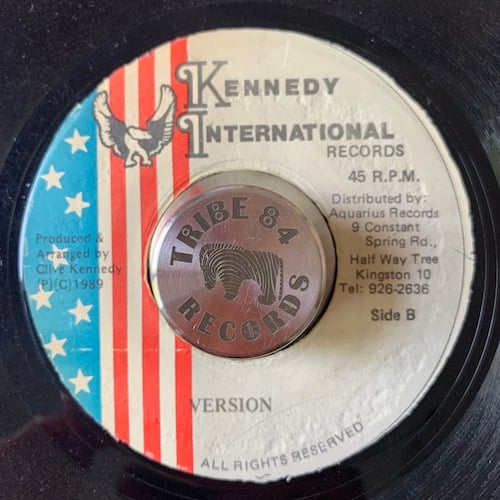 KENNEDY
INTERNATIONAL
RECORDS
45 R.P.M.
Distributed by:
Aquarius Records
9 Constant
Spring Rd.,
Half Way Tree
Kingston 10
Tel: 926-2636
Side B
Produced &
Arranged by
Clive Kennedy
(P)(C)1989
TRIBE 84
RECORDS
VERSION
ALL RIGHTS RESERVED